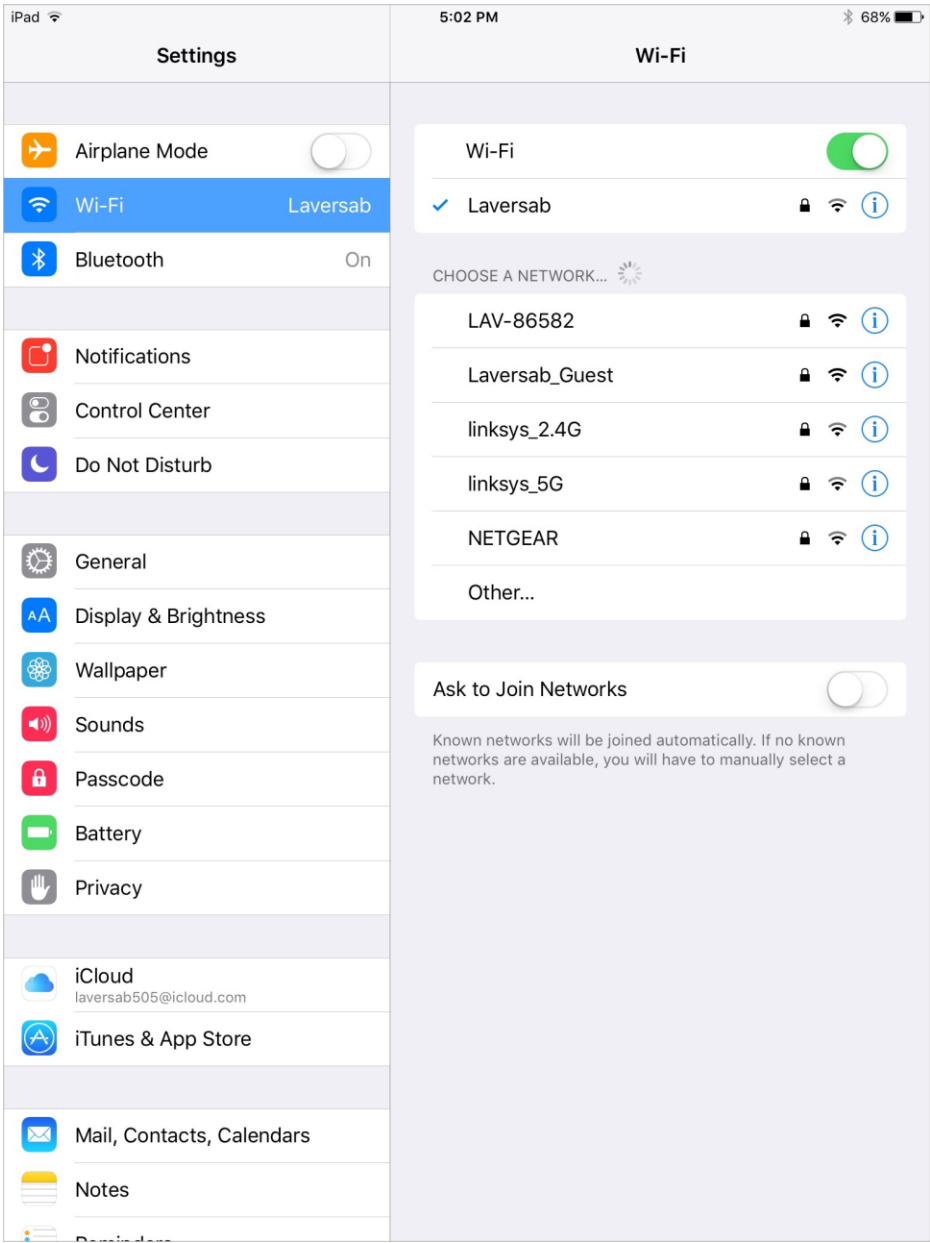 iPad
5:02 PM
68%
Settings
Airplane Mode
Wi-Fi
Laversab
Bluetooth
On
Notifications
Control Center
Do Not Disturb
General
AA
Display & Brightness
Wallpaper
Sounds
Passcode
Battery
Privacy
iCloud
laversab505@icloud.com
iTunes & App Store
Mail, Contacts, Calendars
Notes
Reminders
Wi-Fi
Wi-Fi
Laversab
CHOOSE A NETWORK...
LAV-86582
Laversab_Guest
linksys_2.4G
linksys_5G
NETGEAR
Other...
Ask to Join Networks
Known networks will be joined automatically. If no known
networks are available, you will have to manually select a
network.